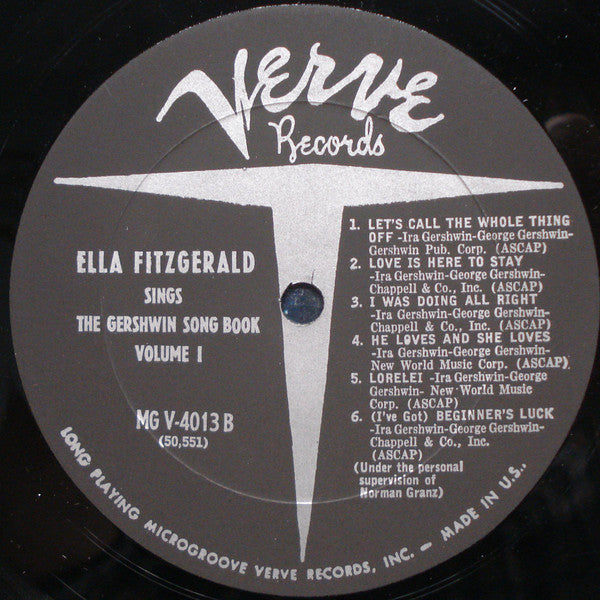 Verve
Records
ELLA FITZGERALD
SINGS
THE GERSHWIN SONG BOOK
VOLUME I
MG V-4013 B
(50,551)
1. LET'S CALL THE WHOLE THING
OFF -Ira Gershwin-George Gershwin-
Gershwin Pub. Corp. (ASCAP)
2. LOVE IS HERE TO STAY
-Ira Gershwin-George Gershwin-
Chappell & Co., Inc. (ASCAP)
3. I WAS DOING ALL RIGHT
-Ira Gershwin-George Gershwin-
Chappell & Co., Inc. (ASCAP)
4. HE LOVES AND SHE LOVES
-Ira Gershwin-George Gershwin-
New World Music Corp. (ASCAP)
5. LORELEI -Ira Gershwin-George
Gershwin- New World Music
Corp. (ASCAP)
6. (I've Got) BEGINNER'S LUCK
-Ira Gershwin-George Gershwin-
Chappell & Co., Inc.
(ASCAP)
(Under the personal
supervision of
Norman Granz)
LONG PLAYING MICROGROOVE VERVE RECORDS, INC. — MADE IN U.S..